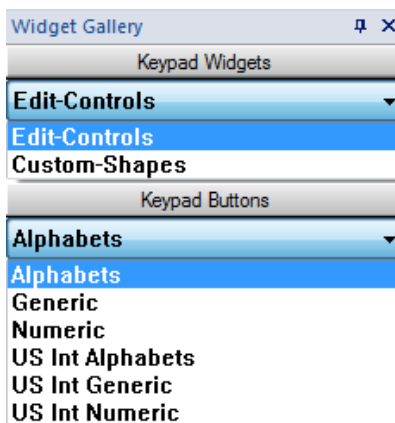 Widget Gallery
Keypad Widgets
Edit-Controls
Edit-Controls
Custom-Shapes
Keypad Buttons
Alphabets
Alphabets
Generic
Numeric
US Int Alphabets
US Int Generic
US Int Numeric